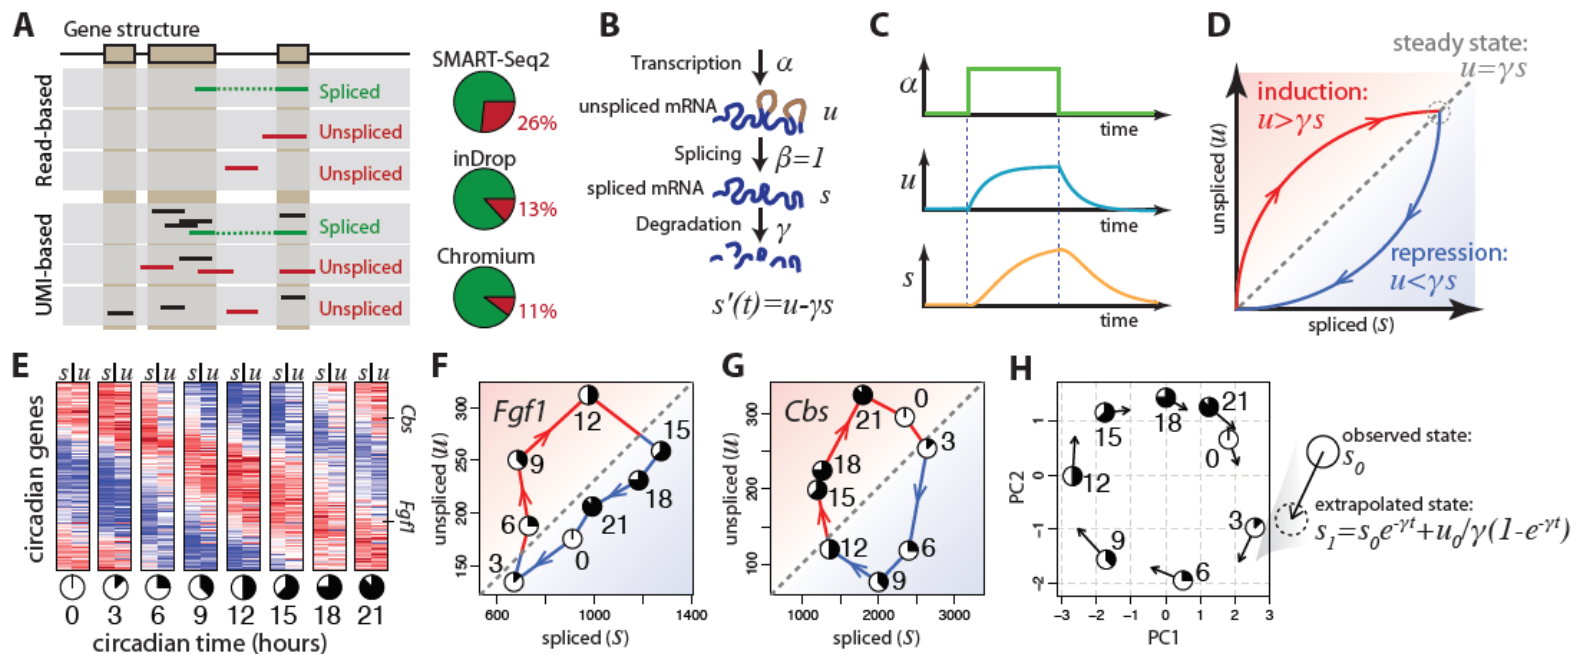 A
Gene structure
Read-based
Spliced
Unspliced
Unspliced
UMI-based
Spliced
Unspliced
Unspliced
SMART-Seq2
26%
inDrop
13%
Chromium
11%
B
Transcription α
unspliced mRNA u
Splicing β=1
spliced mRNA s
Degradation γ
s'(t)=u-γs
C
α
time
u
time
s
time
D
steady state:
u=γs
induction:
u>γs
repression:
u<γs
unspliced (u)
spliced (s)
E
s u s u s u s u s u s u s u s u
circadian genes
Cbs
Fgf1
0 3 6 9 12 15 18 21
circadian time (hours)
F
Fgf1
unspliced (u)
300
250
200
150
12
15
9
18
6
21
0
3
600 1000 1400
spliced (s)
G
Cbs
unspliced (u)
300
200
100
21
0
3
18
15
12
6
9
1000 2000 3000
spliced (s)
H
PC2
1
0
-1
-2
15
18
21
0
12
3
9
6
-3 -2 -1 0 1 2 3
PC1
observed state:
s0
extrapolated state:
s1=s0e-γt+u0/γ(1-e-γt)